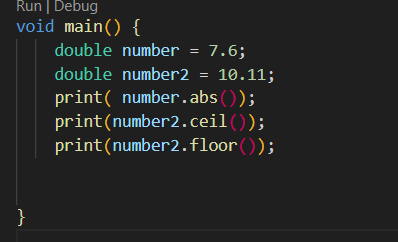 Run | Debug
void main() {
double number = 7.6;
double number2 = 10.11;
print( number.abs());
print(number2.ceil());
print(number2.floor());
}